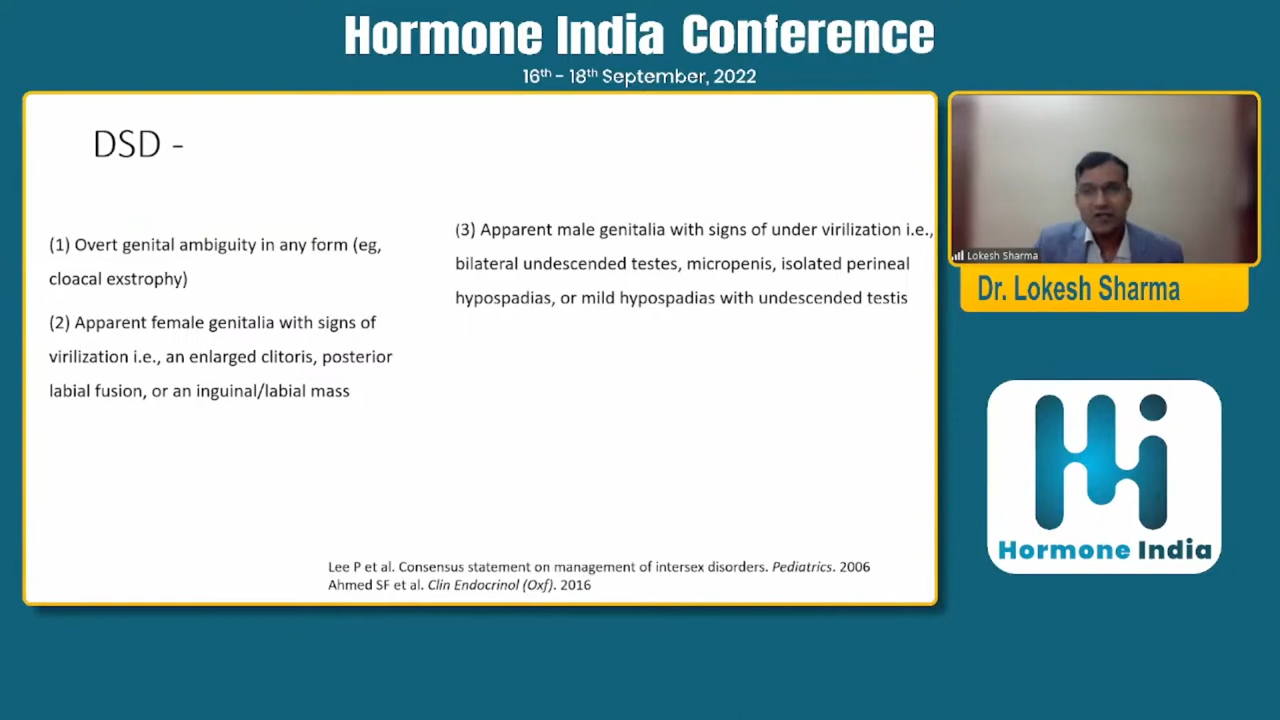 Hormone India Conference
16th - 18th September, 2022
DSD -
(1) Overt genital ambiguity in any form (eg,
cloacal exstrophy)
(2) Apparent female genitalia with signs of
virilization i.e., an enlarged clitoris, posterior
labial fusion, or an inguinal/labial mass
(3) Apparent male genitalia with signs of under virilization i.e.,
bilateral undescended testes, micropenis, isolated perineal
hypospadias, or mild hypospadias with undescended testis
Lee P et al. Consensus statement on management of intersex disorders. Pediatrics. 2006
Ahmed SF et al. Clin Endocrinol (Oxf). 2016
Lokesh Sharma
Dr. Lokesh Sharma
Hi
Hormone India